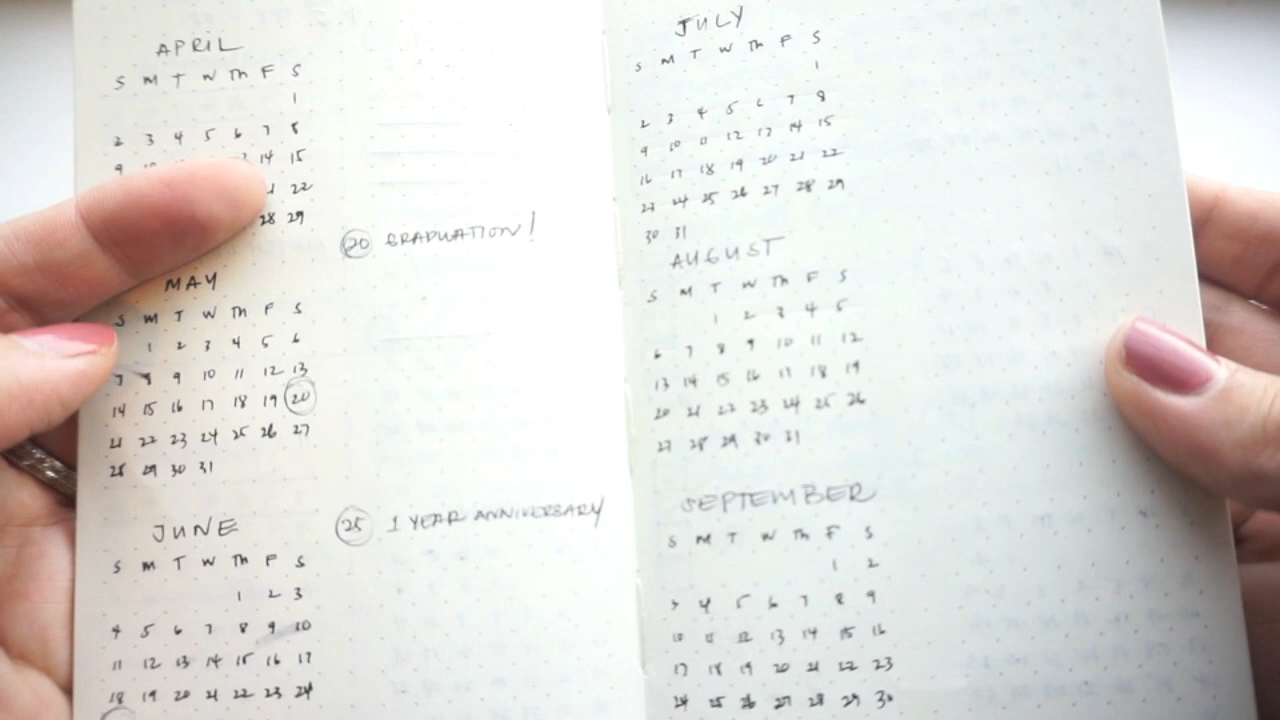 APRIL
S M T W Th F S
1
2 3 4 5 6 7 8
9 14 15
22
28 29
20 GRADUATION!
MAY
S M T W Th F S
1 2 3 4 5 6
7 8 9 10 11 12 13
14 15 16 17 18 19 20
21 22 23 24 25 26 27
28 29 30 31
JUNE
25 1 YEAR ANNIVERSARY
S M T W Th F S
1 2 3
4 5 6 7 8 9 10
11 12 13 14 15 16 17
18 19 20 21 22 23 24
JULY
S M T W Th F S
1
2 3 4 5 6 7 8
9 10 11 12 13 14 15
16 17 18 19 20 21 22
23 24 25 26 27 28 29
30 31
AUGUST
S M T W Th F S
1 2 3 4 5
6 7 8 9 10 11 12
13 14 15 16 17 18 19
20 21 22 23 24 25 26
27 28 29 30 31
SEPTEMBER
S M T W Th F S
1 2
3 4 5 6 7 8 9
10 11 12 13 14 15 16
17 18 19 20 21 22 23
24 25 26 27 28 29 30